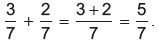 3/7 + 2/7 = 3+2/7 = 5/7.